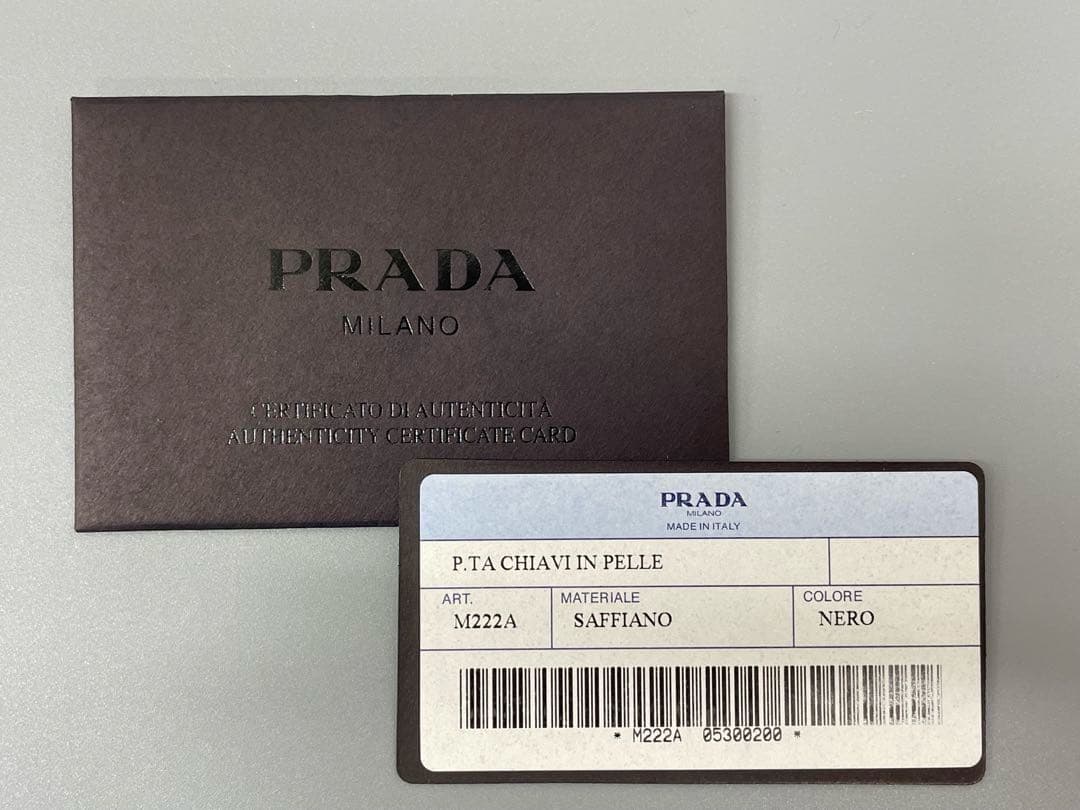 PRADA
MILANO
CERTIFICATO DI AUTENTICITÀ
AUTHENTICITY CERTIFICATE CARD
PRADA
MILANO
MADE IN ITALY
P.TA CHIAVI IN PELLE
ART. MATERIALE COLORE
M222A SAFFIANO NERO
* M222A 05300200 *